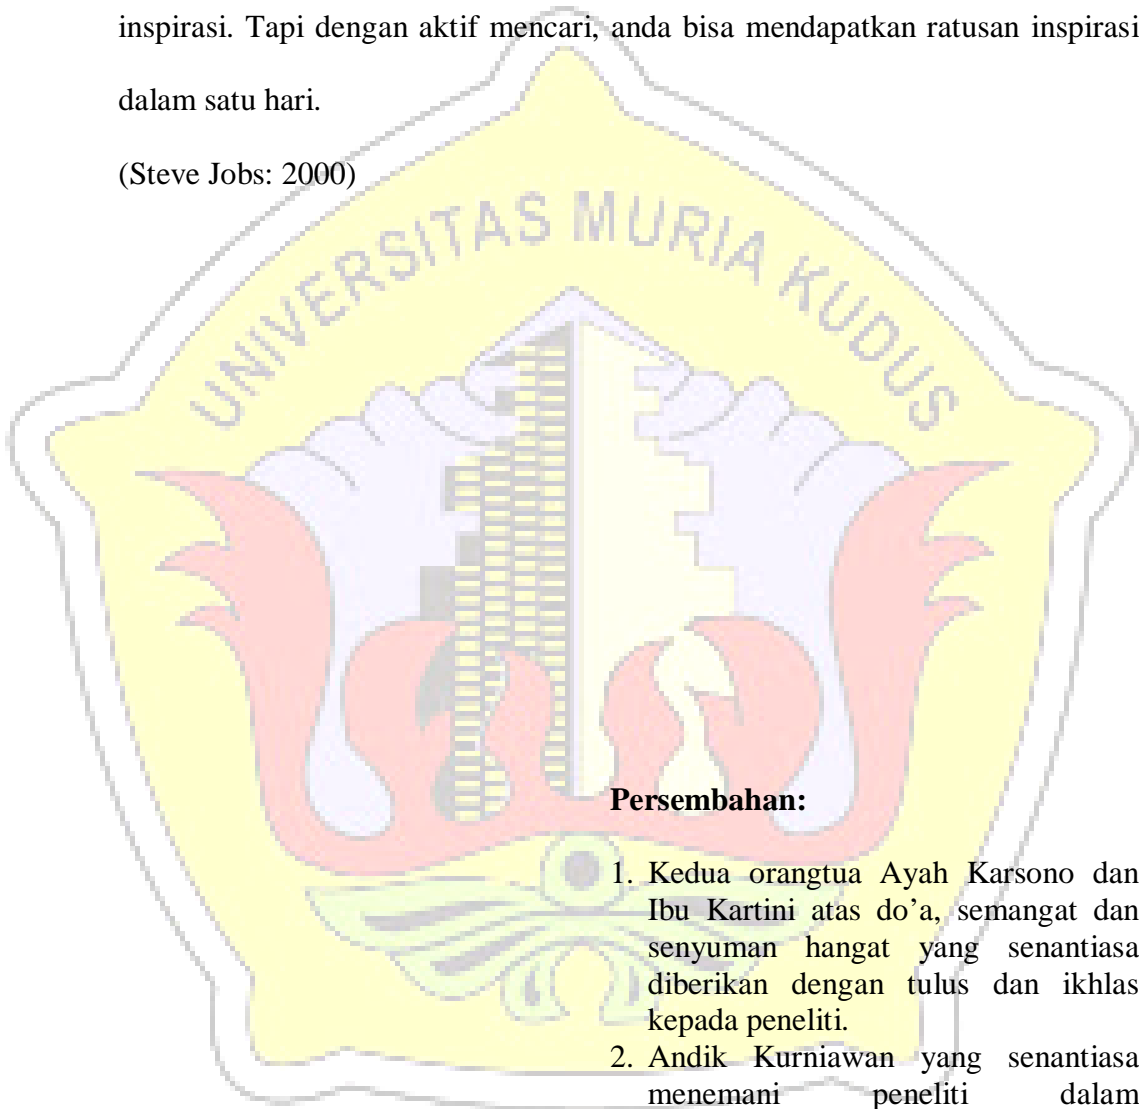 inspirasi. Tapi dengan aktif mencari, anda bisa mendapatkan ratusan inspirasi
dalam satu hari.
(Steve Jobs: 2000)
UNIVERSITAS MURIA KUDUS
Persembahan:
1. Kedua orangtua Ayah Karsono dan
Ibu Kartini atas do’a, semangat dan
senyuman hangat yang senantiasa
diberikan dengan tulus dan ikhlas
kepada peneliti.
2. Andik Kurniawan yang senantiasa
menemani peneliti dalam